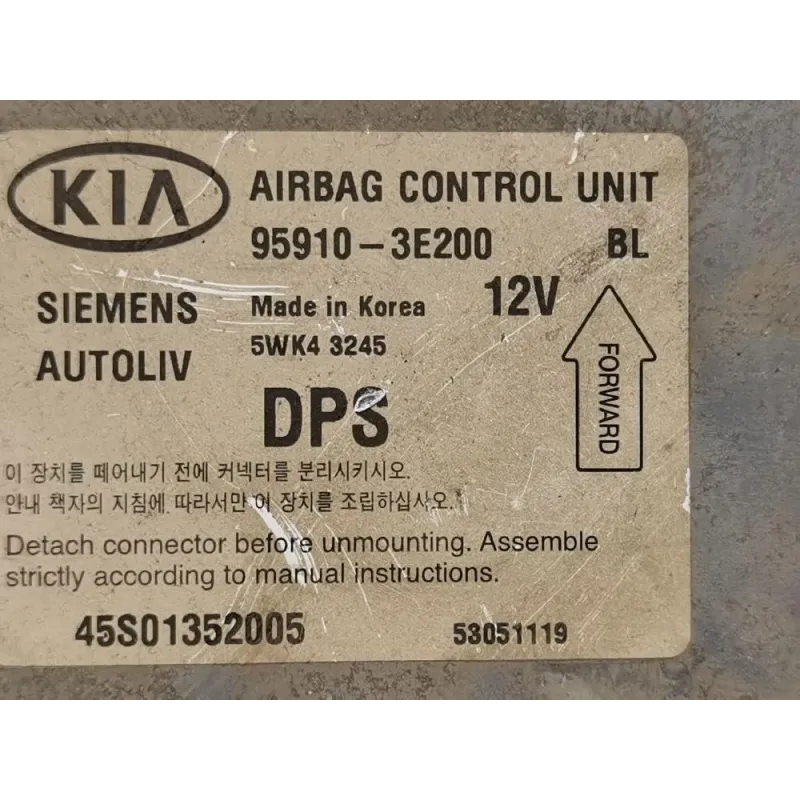 KIA AIRBAG CONTROL UNIT
95910-3E200 BL
SIEMENS Made in Korea 12V
AUTOLIV 5WK4 3245
FORWARD
DPS
이 장치를 떼어내기 전에 커넥터를 분리시키시오.
안내 책자의 지침에 따라서만 이 장치를 조립하십시오.
Detach connector before unmounting. Assemble
strictly according to manual instructions.
45S01352005 53051119